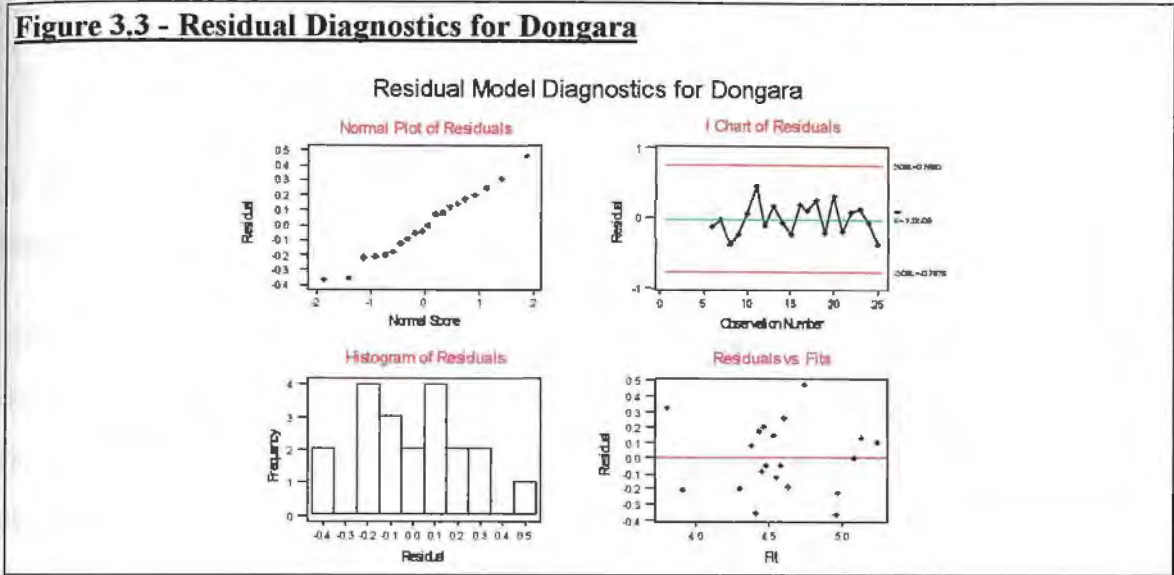 Figure 3.3 - Residual Diagnostics for Dongara
Residual Model Diagnostics for Dongara
Normal Plot of Residuals
0.5
0.4
0.3
0.2
0.1
0.0
-0.1
-0.2
-0.3
-0.4
Residual
-2 -1 0 1 2
Normal Score
I Chart of Residuals
1
0
-1
Residual
0 5 10 15 20 25
Observation Number
Histogram of Residuals
4
3
2
1
0
Frequency
-0.4 -0.3 -0.2 -0.1 0.0 0.1 0.2 0.3 0.4 0.5
Residual
Residuals vs Fits
0.5
0.4
0.3
0.2
0.1
0.0
-0.1
-0.2
-0.3
-0.4
Residual
4.0 4.5 5.0
Fit